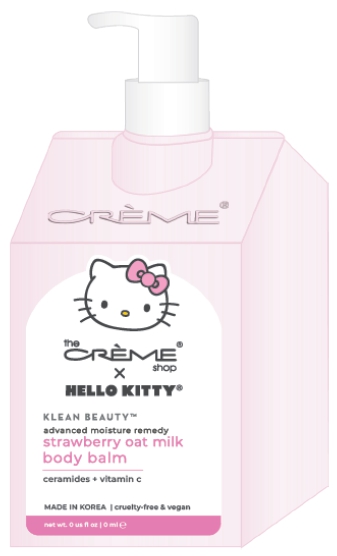 CRÈME®
the
CRÈME®
shop
X
HELLO KITTY®
KLEAN BEAUTY™
advanced moisture remedy
strawberry oat milk
body balm
ceramides + vitamin c
MADE IN KOREA | cruelty-free & vegan
net wt. 0 us fl oz | 0 ml ℮